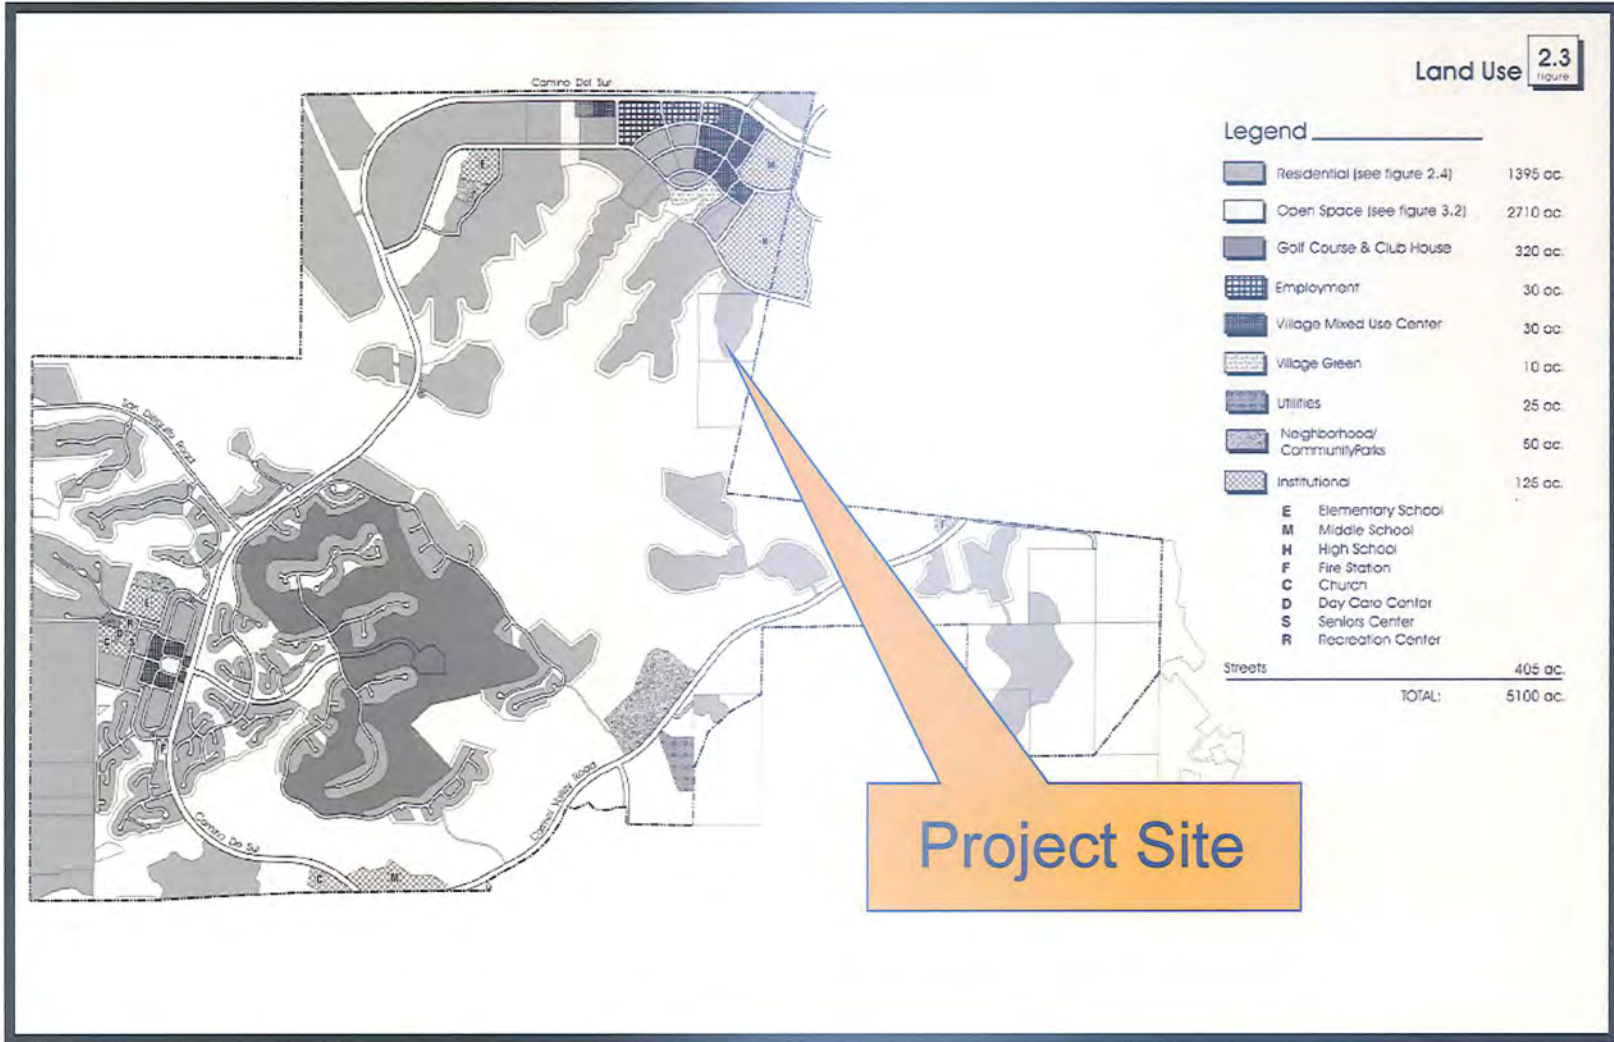 Land Use
2.3
figure
Camino Del Sur
Legend
Residential (see figure 2.4) 1395 ac.
Open Space (see figure 3.2) 2710 ac.
Golf Course & Club House 320 ac.
Employment 30 ac.
Village Mixed Use Center 30 ac.
Village Green 10 ac.
Utilities 25 ac.
Neighborhood/
CommunityParks 50 ac.
Institutional 125 ac.
E Elementary School
M Middle School
H High School
F Fire Station
C Church
D Day Care Center
S Seniors Center
R Recreation Center
Streets 405 ac.
TOTAL: 5100 ac.
E
M
H
San Dieguito Road
F
E
R
C
D
S
F
Carmel Valley Road
Camino De Sur
C
M
Project Site